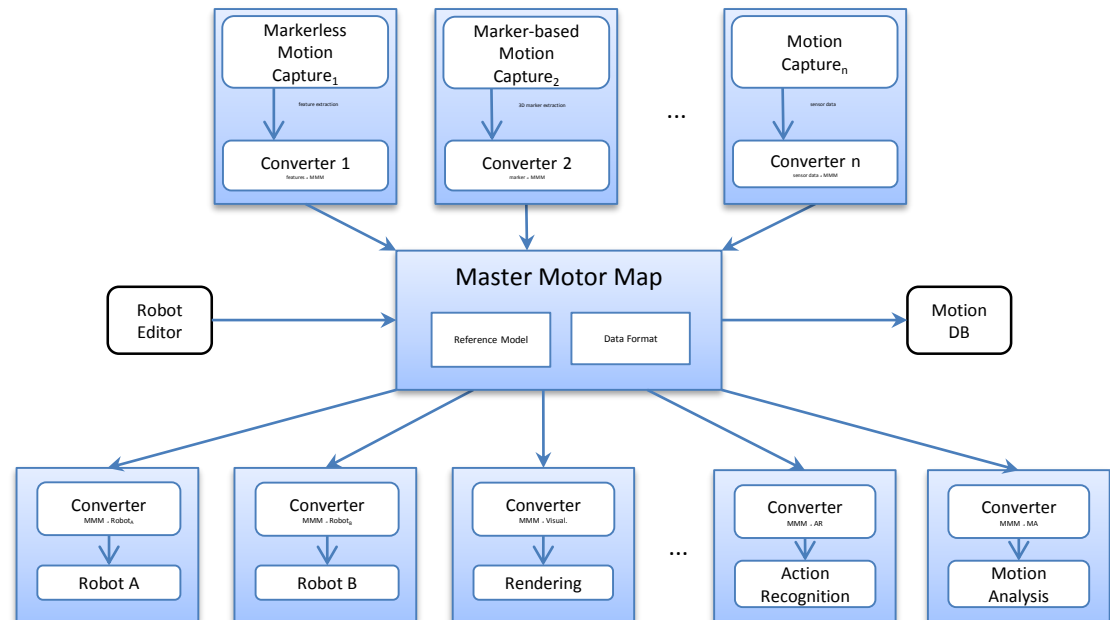 Markerless
Motion
Capture₁
feature extraction
Converter 1
features - MMM
Marker-based
Motion
Capture₂
3D marker extraction
Converter 2
marker - MMM
...
Motion
Captureₙ
sensor data
Converter n
sensor data - MMM
Robot
Editor
Master Motor Map
Reference Model
Data Format
Motion
DB
Converter
MMM - Robot_A
Robot A
Converter
MMM - Robot_B
Robot B
Converter
MMM - Visual.
Rendering
...
Converter
MMM - AR
Action
Recognition
Converter
MMM - MA
Motion
Analysis